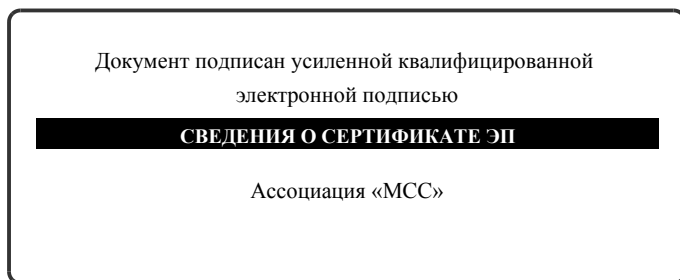 Документ подписан усиленной квалифицированной
электронной подписью
СВЕДЕНИЯ О СЕРТИФИКАТЕ ЭП
Ассоциация «МСС»